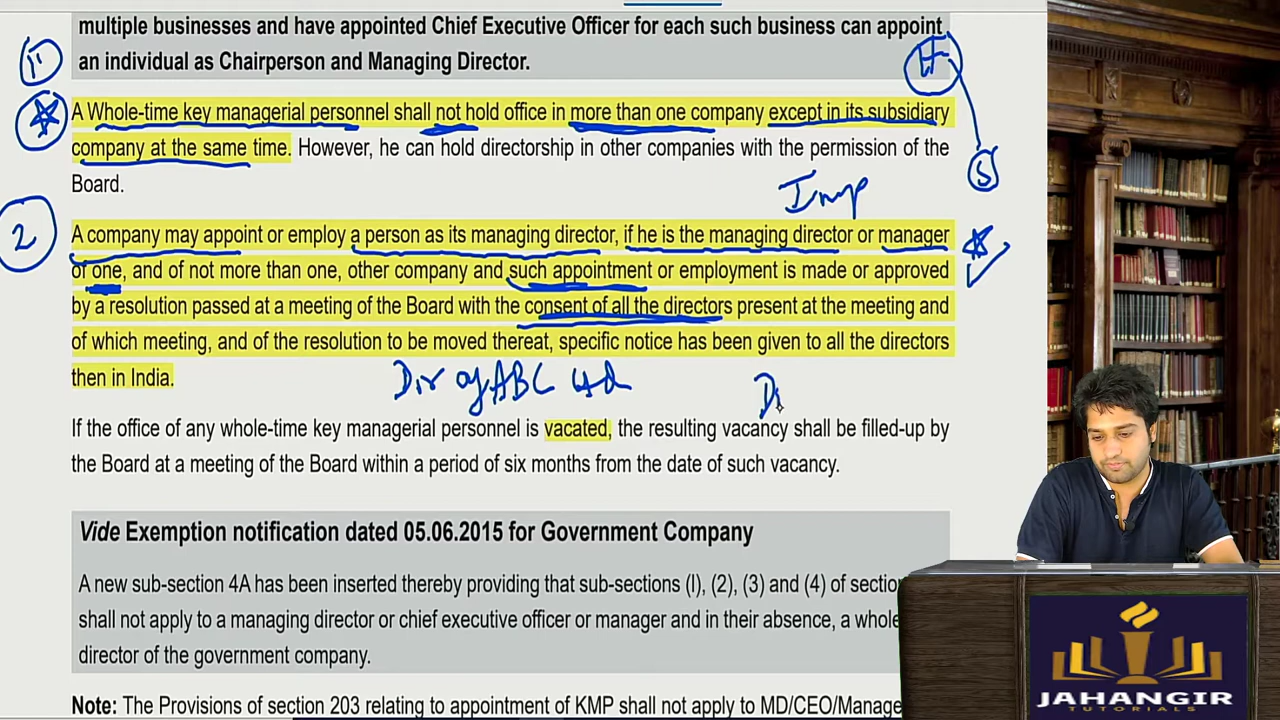 multiple businesses and have appointed Chief Executive Officer for each such business can appoint
an individual as Chairperson and Managing Director.
H
A Whole-time key managerial personnel shall not hold office in more than one company except in its subsidiary
company at the same time. However, he can hold directorship in other companies with the permission of the
Board.
S
Imp
2
A company may appoint or employ a person as its managing director, if he is the managing director or manager
of one, and of not more than one, other company and such appointment or employment is made or approved
by a resolution passed at a meeting of the Board with the consent of all the directors present at the meeting and
of which meeting, and of the resolution to be moved thereat, specific notice has been given to all the directors
then in India.
Dir of ABC Ltd
If the office of any whole-time key managerial personnel is vacated, the resulting vacancy shall be filled-up by
the Board at a meeting of the Board within a period of six months from the date of such vacancy.
Vide Exemption notification dated 05.06.2015 for Government Company
A new sub-section 4A has been inserted thereby providing that sub-sections (I), (2), (3) and (4) of sectio
shall not apply to a managing director or chief executive officer or manager and in their absence, a whole
director of the government company.
Note: The Provisions of section 203 relating to appointment of KMP shall not apply to MD/CEO/Manage
JAHANGIR
TUTORIALS